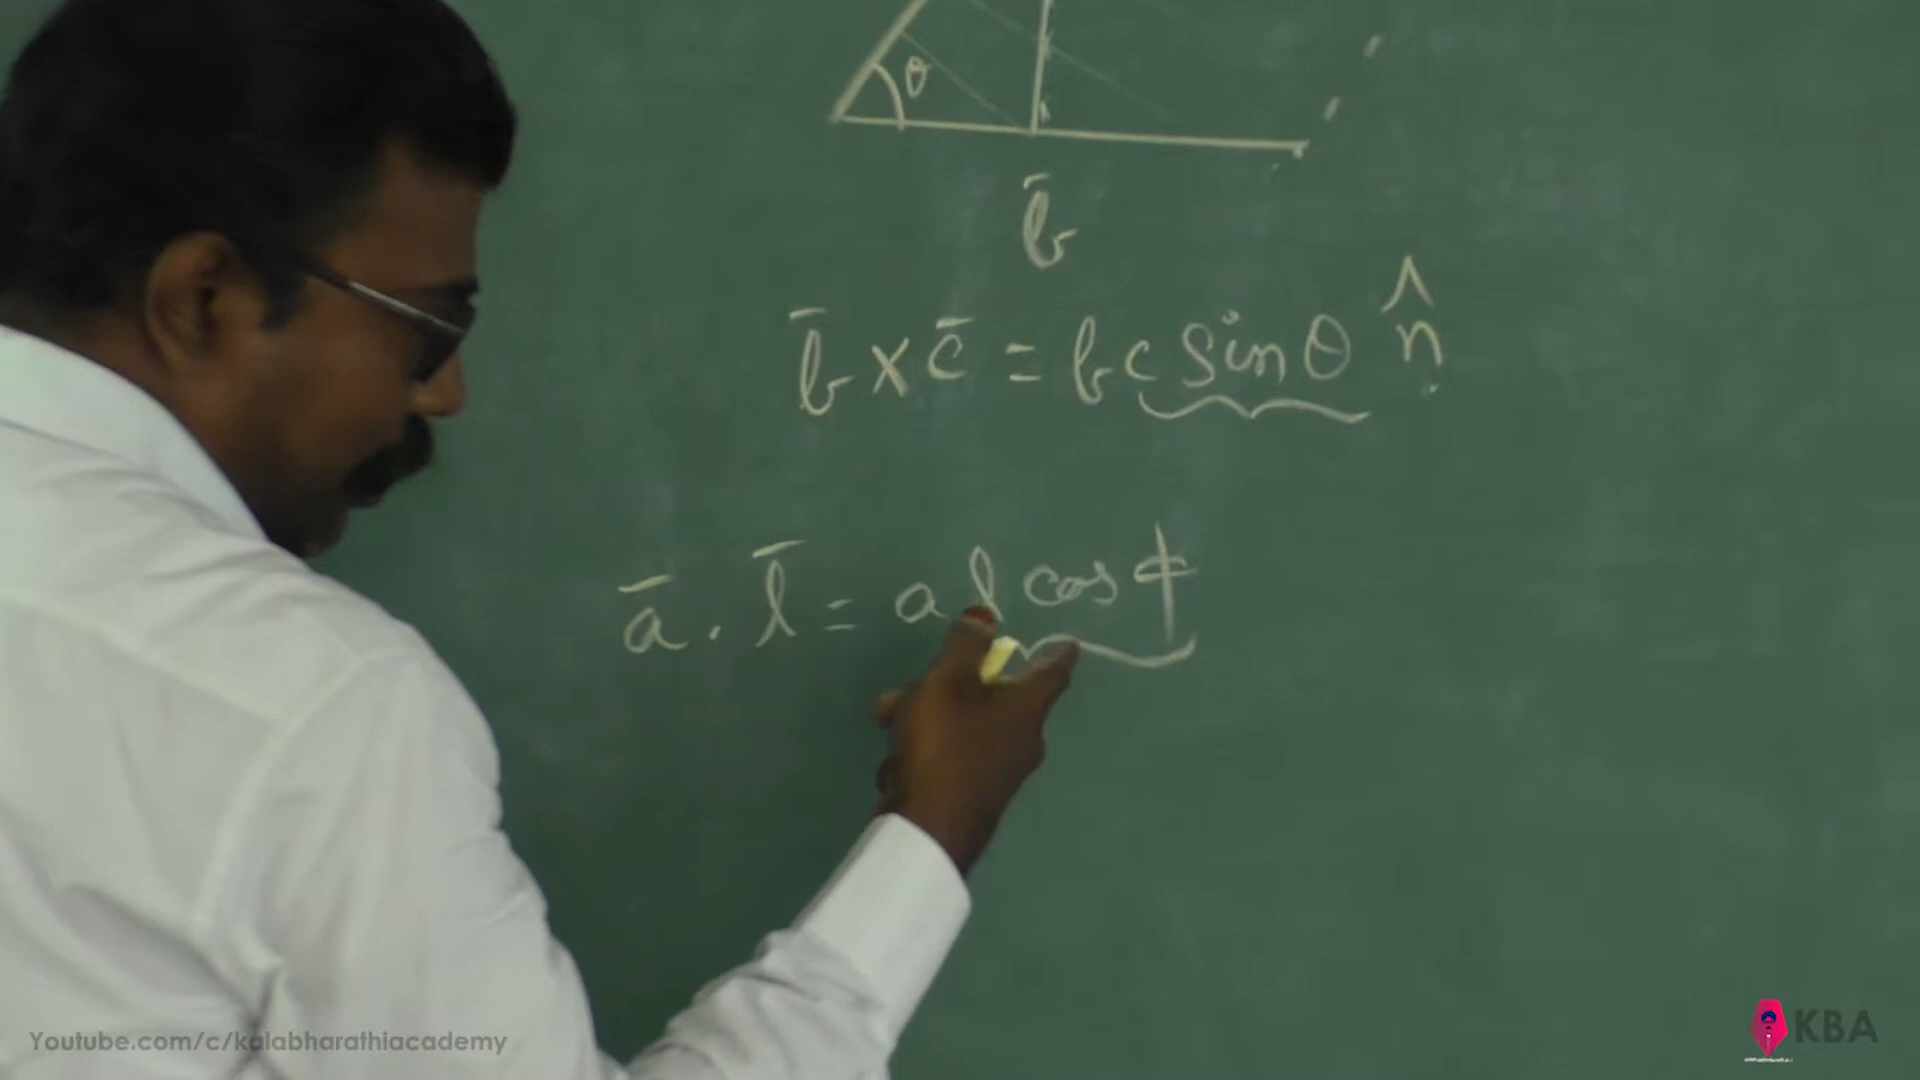 θ
b̄
b̄ × c̄ = bc sinθ n̂
ā . l̄ = al cos ϕ
Youtube.com/c/kalabharathiacademy
KBA